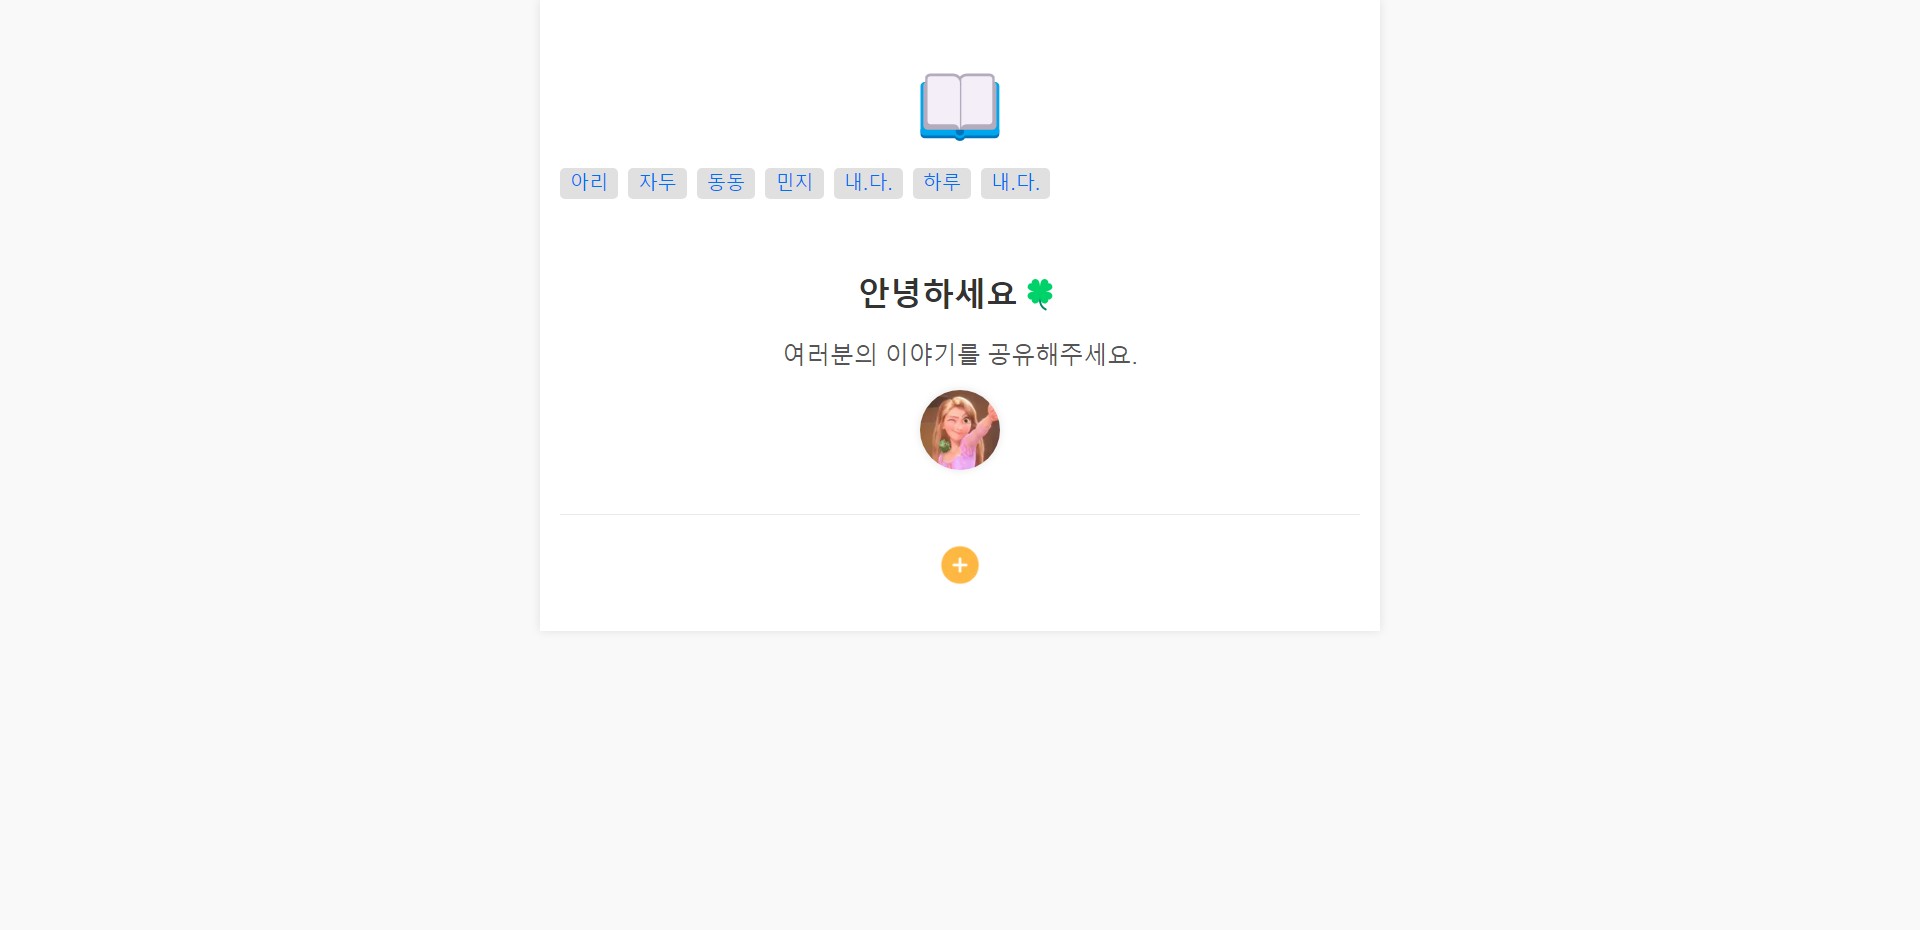 아리 자두 동동 민지 내.다. 하루 내.다.
안녕하세요🍀
여러분의 이야기를 공유해주세요.